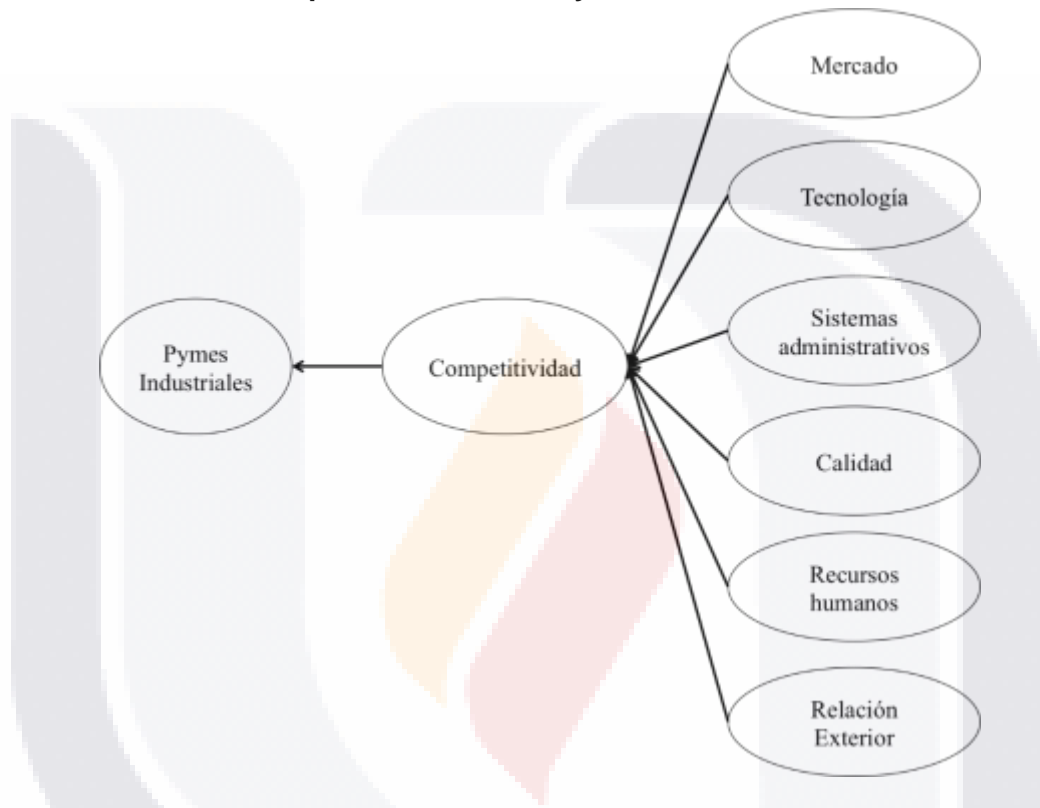 Mercado
Tecnología
Sistemas
administrativos
Pymes
Industriales
Competitividad
Calidad
Recursos
humanos
Relación
Exterior